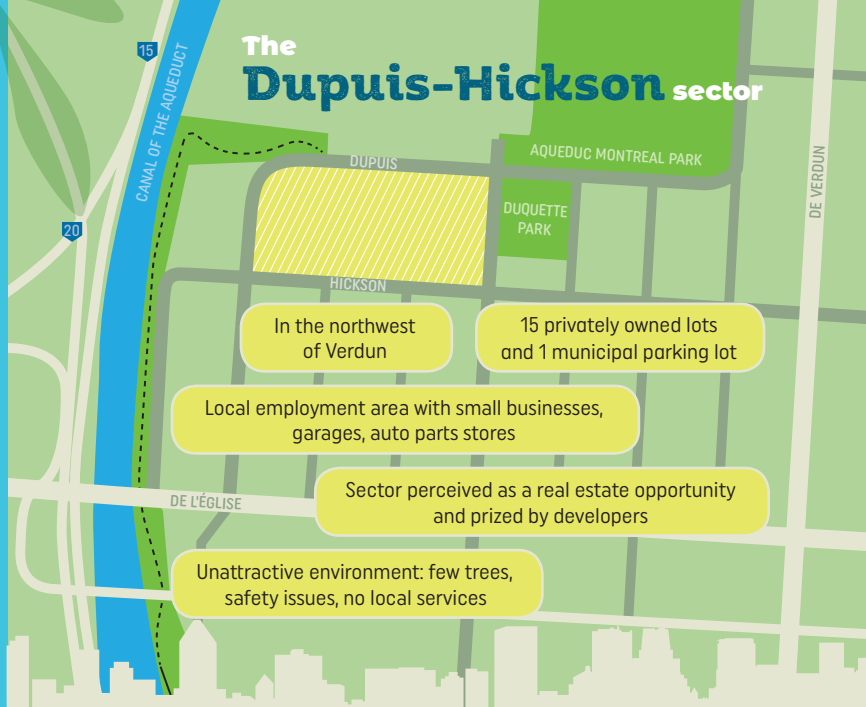 The
Dupuis-Hickson sector
15
CANAL OF THE AQUEDUCT
20
DUPUIS
AQUEDUC MONTREAL PARK
DUQUETTE
PARK
DE VERDUN
HICKSON
In the northwest
of Verdun
15 privately owned lots
and 1 municipal parking lot
Local employment area with small businesses,
garages, auto parts stores
DE L'ÉGLISE
Sector perceived as a real estate opportunity
and prized by developers
Unattractive environment: few trees,
safety issues, no local services